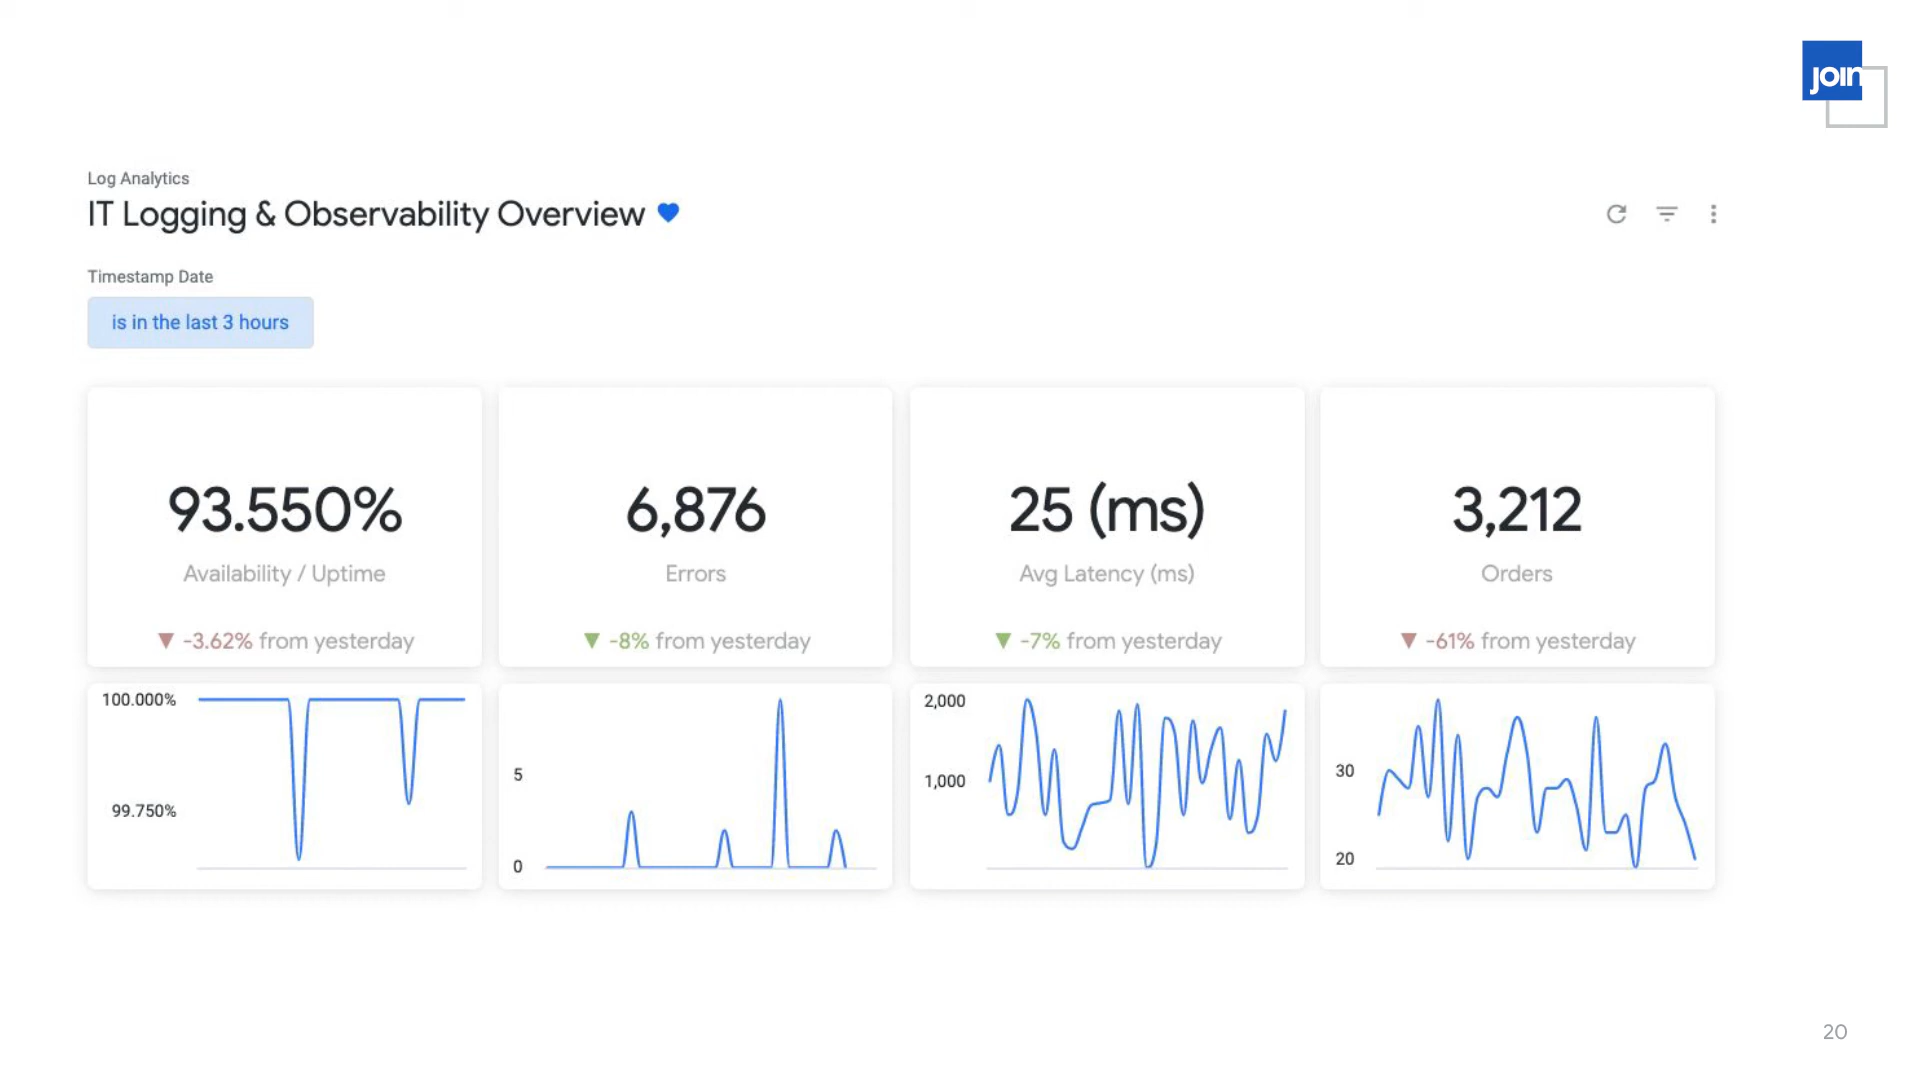 join
Log Analytics
IT Logging & Observability Overview
Timestamp Date
is in the last 3 hours
93.550%
Availability / Uptime
▼ -3.62% from yesterday
6,876
Errors
▼ -8% from yesterday
25 (ms)
Avg Latency (ms)
▼ -7% from yesterday
3,212
Orders
▼ -61% from yesterday
100.000%
99.750%
5
0
2,000
1,000
30
20
20